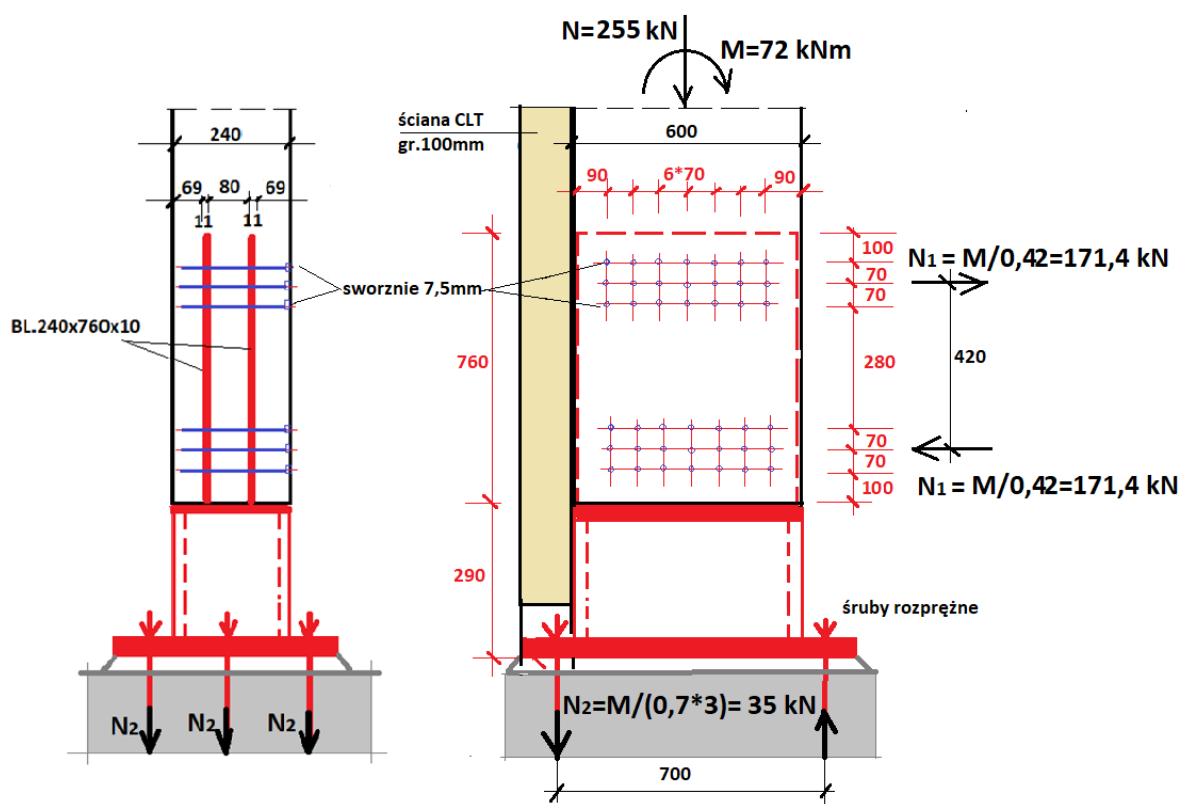 N=255 kN
M=72 kNm
ściana CLT
gr.100mm
240
600
69 80 69
11 11
90 6*70 90
100
70
70
280
70
70
100
N1 = M/0,42=171,4 kN
420
N1 = M/0,42=171,4 kN
sworznie 7,5mm
BL.240x760x10
760
290
śruby rozprężne
N2=M/(0,7*3)= 35 kN
N2 N2 N2
700